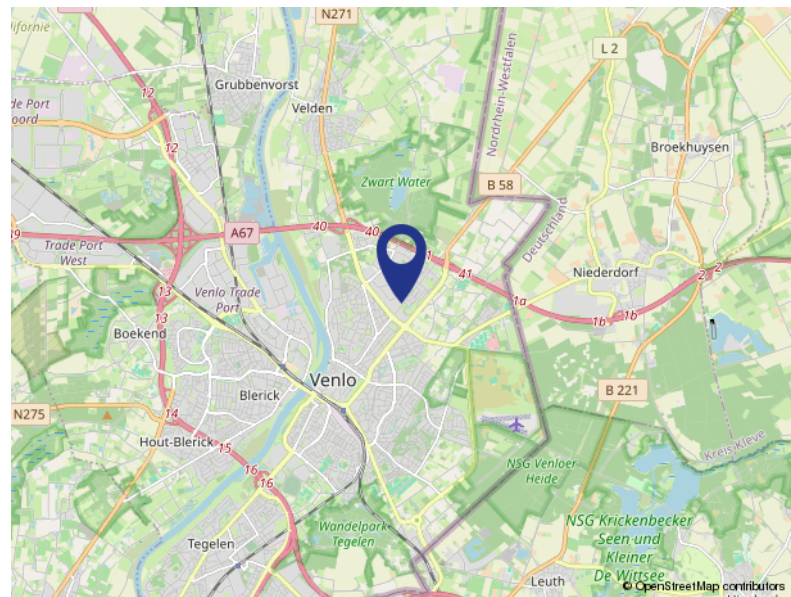 N271
L 2
ifornie
Grubbenvorst
12
Velden
Nordrhein-Westfalen
de Port
oord
12
Broekhuysen
Zwart Water
B 58
Deutschland
39
A67
40
40
1
Trade Port
West
41
Niederdorf
2
2
13
Venlo Trade
Port
1a
1b
1b
13
Boekend
Venlo
Blerick
B 221
14
N275
Hout-Blerick
15
Kreis Kleve
16
16
NSG Venloer
Heide
NSG Krickenbecker
Seen und
Kleiner
De Wittsee
Wandelpark
Tegelen
Tegelen
Leuth
© OpenStreetMap contributors